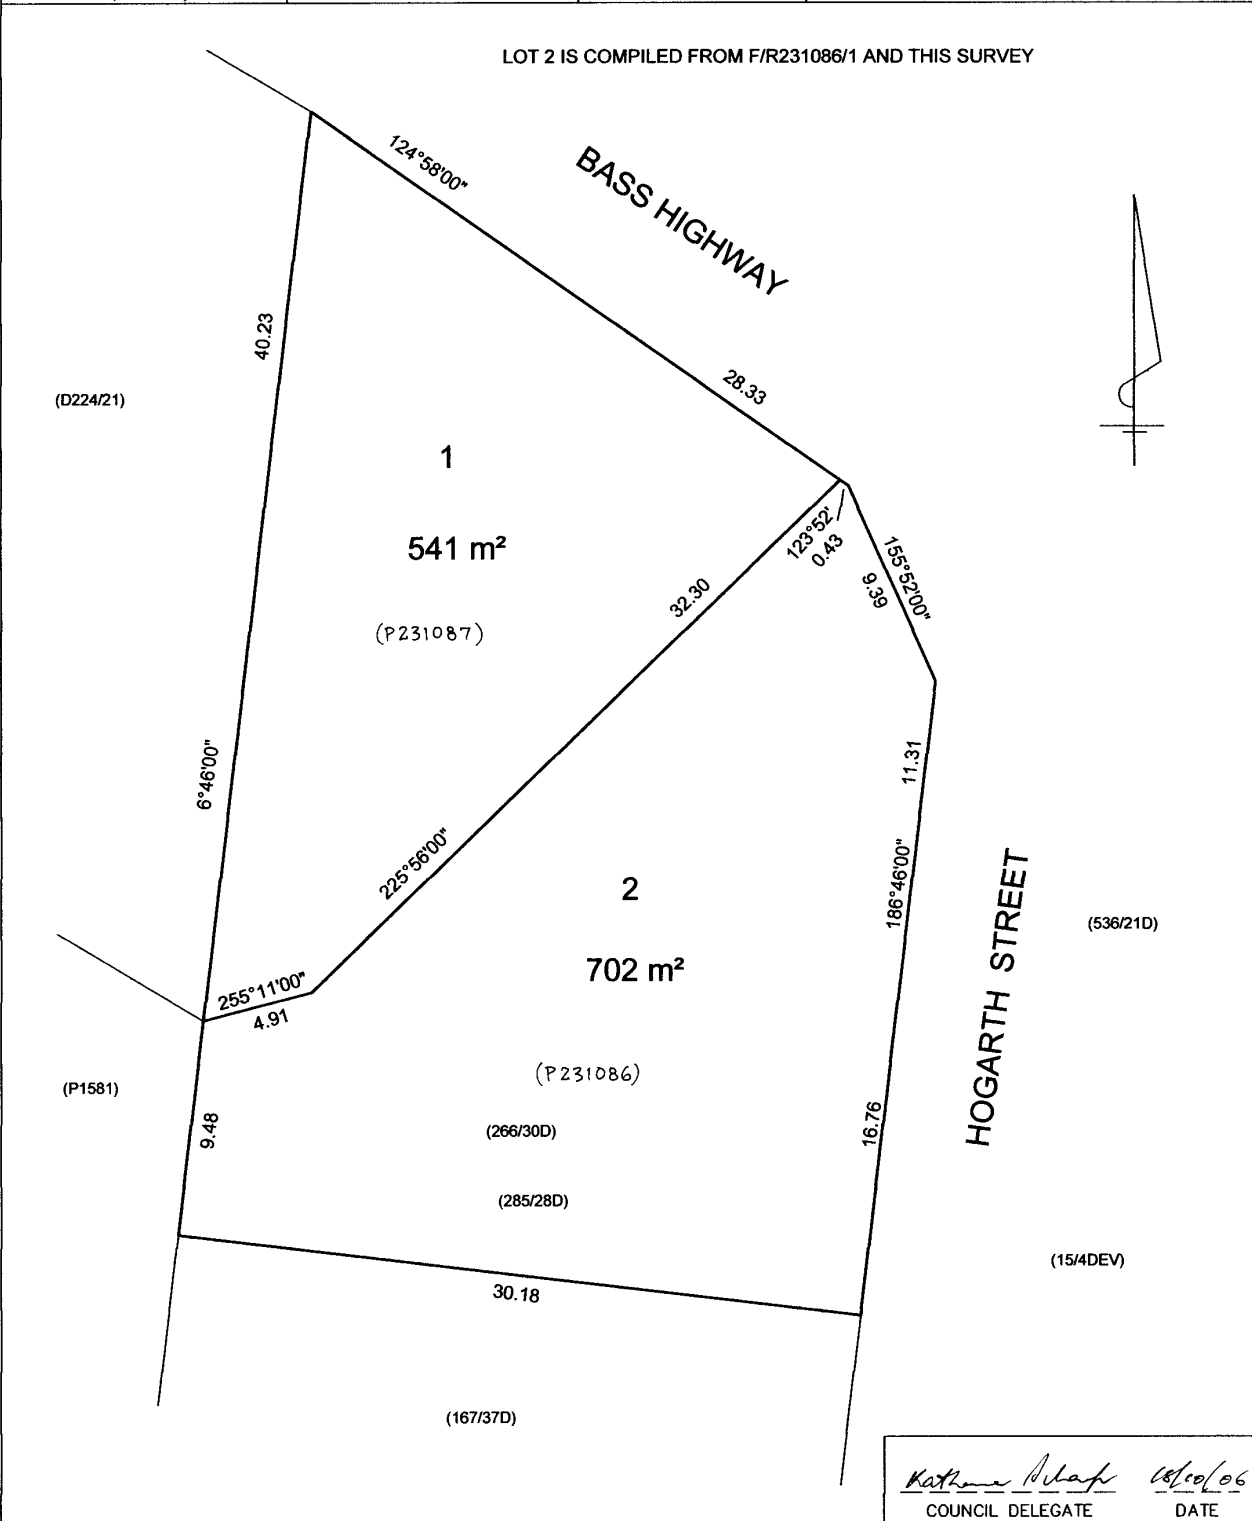 LOT 2 IS COMPILED FROM F/R231086/1 AND THIS SURVEY
124°58'00"
BASS HIGHWAY
40.23
28.33
(D224/21)
1
541 m²
123°52'
0.43
155°52'00"
9.39
32.30
(P231087)
6°46'00"
11.31
225°56'00"
186°46'00"
2
HOGARTH STREET
(536/21D)
702 m²
255°11'00"
4.91
(P231086)
(P1581)
9.48
16.76
(266/30D)
(285/28D)
(15/4DEV)
30.18
(167/37D)
COUNCIL DELEGATE
DATE